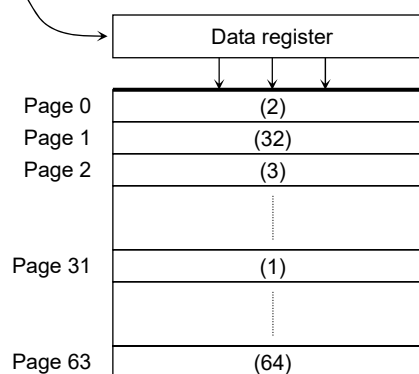 Data register
Page 0 (2)
Page 1 (32)
Page 2 (3)
Page 31 (1)
Page 63 (64)